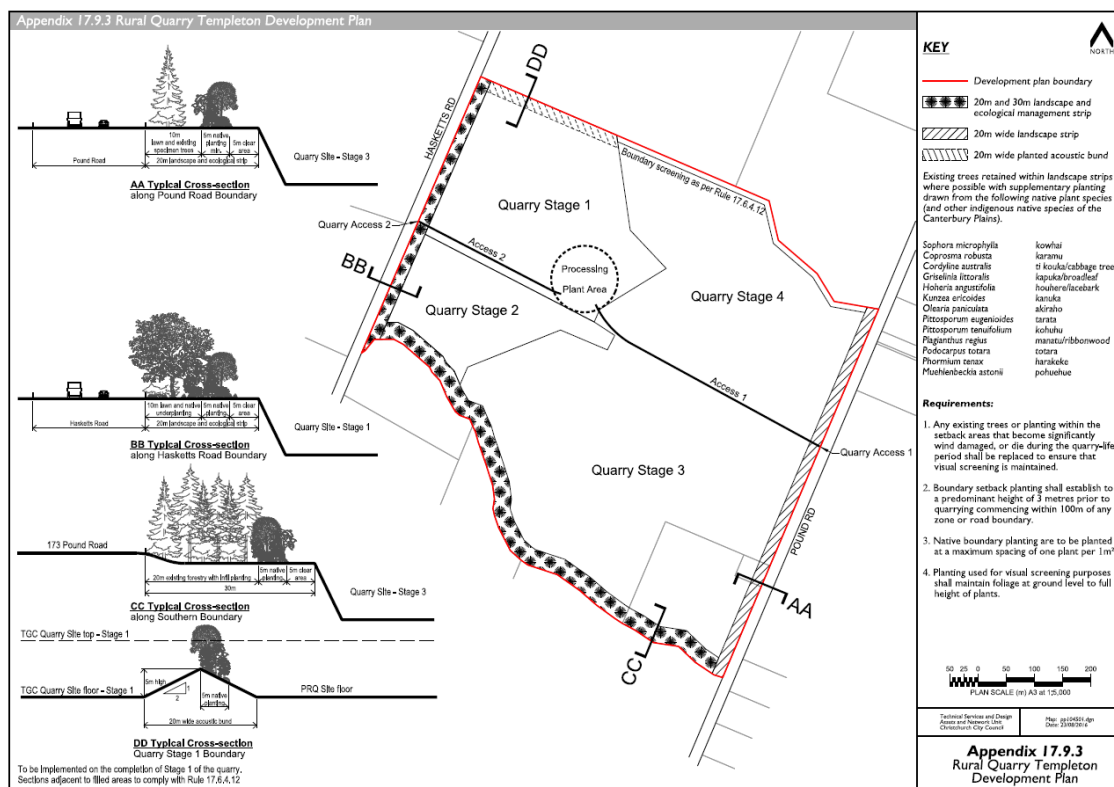 Appendix 17.9.3 Rural Quarry Templeton Development Plan
10m
lawn and existing
specimen trees
5m native
planting
min.
5m clear
area
Pound Road
20m landscape and ecological strip
Quarry Site - Stage 3
AA Typical Cross-section
along Pound Road Boundary
10m lawn and native
underplanting
5m native
planting
5m clear
area
Hasketts Road
20m landscape and ecological strip
Quarry Site - Stage 1
BB Typical Cross-section
along Hasketts Road Boundary
173 Pound Road
20m existing forestry with infill planting
5m native
planting
5m clear
area
30m
Quarry Site - Stage 3
CC Typical Cross-section
along Southern Boundary
TGC Quarry Site top - Stage 1
5m high
1
2
5m native
planting
TGC Quarry Site floor - Stage 1
PRQ Site floor
20m wide acoustic bund
DD Typical Cross-section
Quarry Stage 1 Boundary
To be Implemented on the completion of Stage 1 of the quarry.
Sections adjacent to filled areas to comply with Rule 17.6.4.12
DD
HASKETTS RD
Boundary screening as per Rule 17.6.4.12
Quarry Stage 1
Quarry Access 2
Access 2
BB
Processing
Plant Area
Quarry Stage 4
Quarry Stage 2
Access 1
Quarry Access 1
Quarry Stage 3
POUND RD
AA
CC
KEY
NORTH
Development plan boundary
20m and 30m landscape and
ecological management strip
20m wide landscape strip
20m wide planted acoustic bund
Existing trees retained within landscape strips
where possible with supplementary planting
drawn from the following native plant species
(and other indigenous native species of the
Canterbury Plains).
Sophora microphylla kowhai
Coprosma robusta karamu
Cordyline australis ti kouka/cabbage tree
Griselinia littoralis kapuka/broadleaf
Hoheria angustifolia houhere/lacebark
Kunzea ericoides kanuka
Olearia paniculata akiraho
Pittosporum eugenioides tarata
Pittosporum tenuifolium kohuhu
Plagianthus regius manatu/ribbonwood
Podocarpus totara totara
Phormium tenax harakeke
Muehlenbeckia astonii pohuehue
Requirements:
1. Any existing trees or planting within the
setback areas that become significantly
wind damaged, or die during the quarry-life
period shall be replaced to ensure that
visual screening is maintained.
2. Boundary setback planting shall establish to
a predominant height of 3 metres prior to
quarrying commencing within 100m of any
zone or road boundary.
3. Native boundary planting are to be planted
at a maximum spacing of one plant per 1m²
4. Planting used for visual screening purposes
shall maintain foliage at ground level to full
height of plants.
50 25 0 50 100 150 200
PLAN SCALE (m) A3 at 1:5,000
Technical Services and Design
Assets and Network Unit
Christchurch City Council
Map: pp104501.dgn
Date: 23/08/2016
Appendix 17.9.3
Rural Quarry Templeton
Development Plan